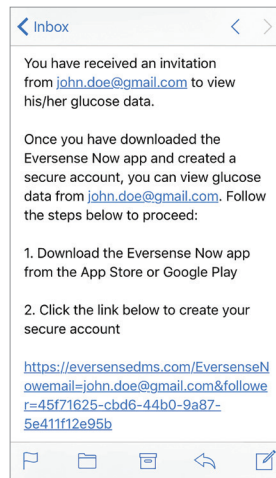 Inbox
You have received an invitation
from john.doe@gmail.com to view
his/her glucose data.
Once you have downloaded the
Eversense Now app and created a
secure account, you can view glucose
data from john.doe@gmail.com. Follow
the steps below to proceed:
1. Download the Eversense Now app
from the App Store or Google Play
2. Click the link below to create your
secure account
https://eversensedms.com/EversenseN
owemail=john.doe@gmail.com&followe
r=45f71625-cbd6-44b0-9a87-
5e411f12e95b